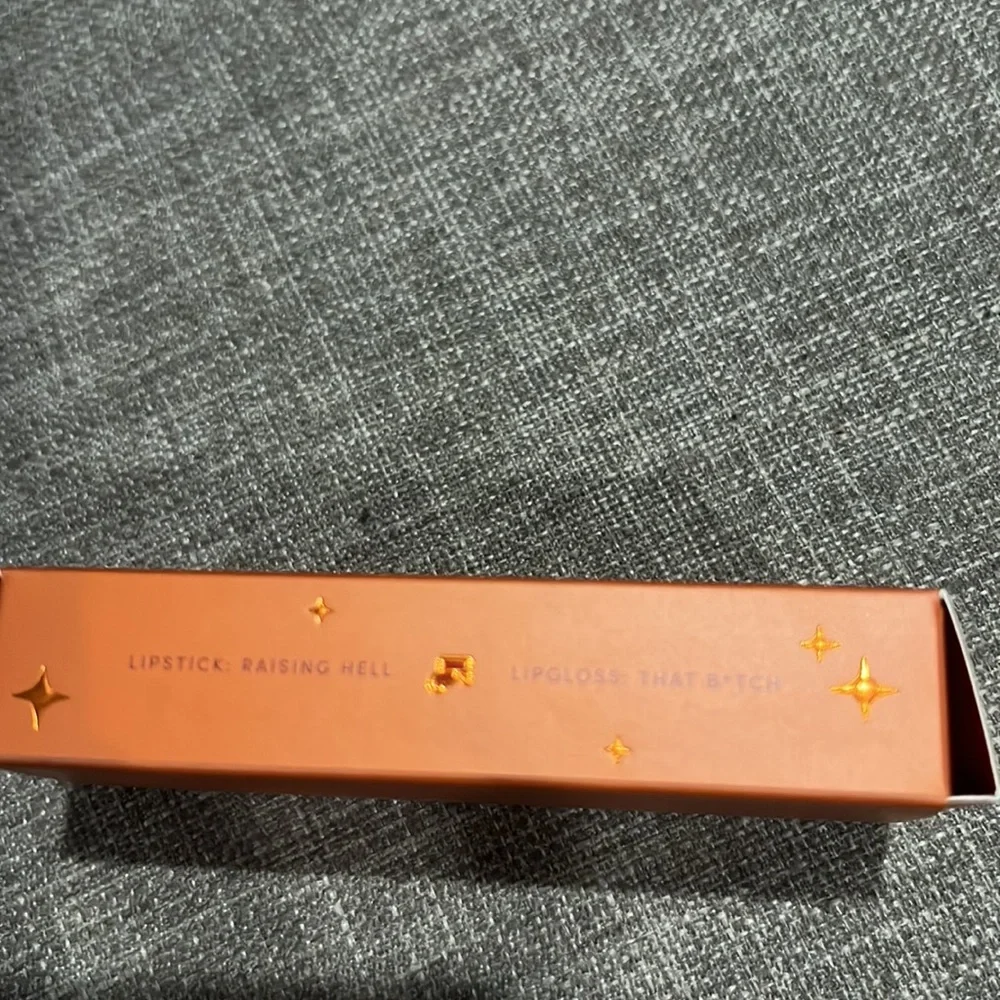 LIPSTICK: RAISING HELL
LIPGLOSS: THAT B*TCH